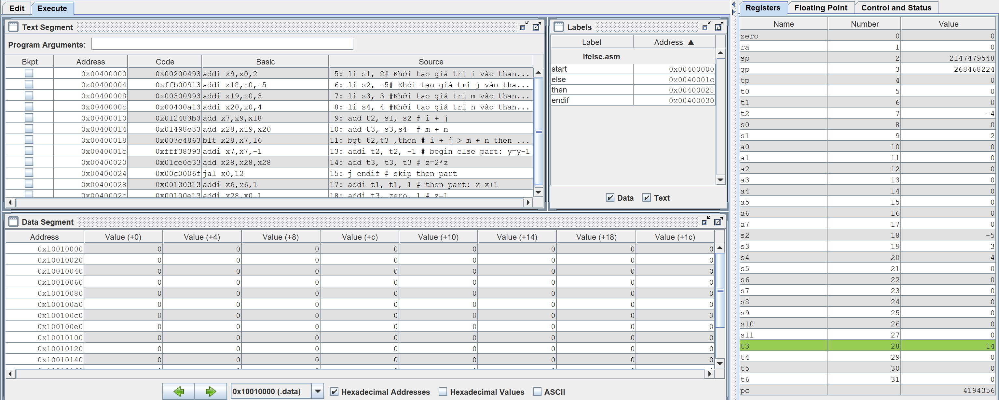 Edit Execute
Text Segment
Program Arguments:
Bkpt Address Code Basic Source
0x00400000 0x00200493 addi x9,x0,2 5: li s1, 2# Khởi tạo giá trị i vào than...
0x00400004 0xffb00913 addi x18,x0,-5 6: li s2, -5# Khởi tạo giá trị j vào tha...
0x00400008 0x00300993 addi x19,x0,3 7: li s3, 3 #Khởi tạo giá trị m vào than...
0x0040000c 0x00400a13 addi x20,x0,4 8: li s4, 4 #Khởi tạo giá trị n vào than...
0x00400010 0x012483b3 add x7,x9,x18 9: add t2, s1, s2 # i + j
0x00400014 0x01498e33 add x28,x19,x20 10: add t3, s3,s4 # m + n
0x00400018 0x007e4863 blt x28,x7,16 11: bgt t2,t3 ,then # i + j > m + n then ...
0x0040001c 0xfff38393 addi x7,x7,-1 13: addi t2, t2, -1 # begin else part: y=y-1
0x00400020 0x01ce0e33 add x28,x28,x28 14: add t3, t3, t3 # z=2*z
0x00400024 0x00c0006f jal x0,12 15: j endif # skip then part
0x00400028 0x00130313 addi x6,x6,1 17: addi t1, t1, 1 # then part: x=x+1
0x0040002c 0x00100e13 addi x28,x0,1 18: addi t3, zero, 1 # z=1
Labels
Label Address ▲
ifelse.asm
start 0x00400000
else 0x0040001c
then 0x00400028
endif 0x00400030
Data Text
Data Segment
Address Value (+0) Value (+4) Value (+8) Value (+c) Value (+10) Value (+14) Value (+18) Value (+1c)
0x10010000 0 0 0 0 0 0 0 0
0x10010020 0 0 0 0 0 0 0 0
0x10010040 0 0 0 0 0 0 0 0
0x10010060 0 0 0 0 0 0 0 0
0x10010080 0 0 0 0 0 0 0 0
0x100100a0 0 0 0 0 0 0 0 0
0x100100c0 0 0 0 0 0 0 0 0
0x100100e0 0 0 0 0 0 0 0 0
0x10010100 0 0 0 0 0 0 0 0
0x10010120 0 0 0 0 0 0 0 0
0x10010140 0 0 0 0 0 0 0 0
0x10010000 (.data) Hexadecimal Addresses Hexadecimal Values ASCII
Registers Floating Point Control and Status
Name Number Value
zero 0 0
ra 1 0
sp 2 2147479548
gp 3 268468224
tp 4 0
t0 5 0
t1 6 0
t2 7 -4
s0 8 0
s1 9 2
a0 10 0
a1 11 0
a2 12 0
a3 13 0
a4 14 0
a5 15 0
a6 16 0
a7 17 0
s2 18 -5
s3 19 3
s4 20 4
s5 21 0
s6 22 0
s7 23 0
s8 24 0
s9 25 0
s10 26 0
s11 27 0
t3 28 14
t4 29 0
t5 30 0
t6 31 0
pc 4194356